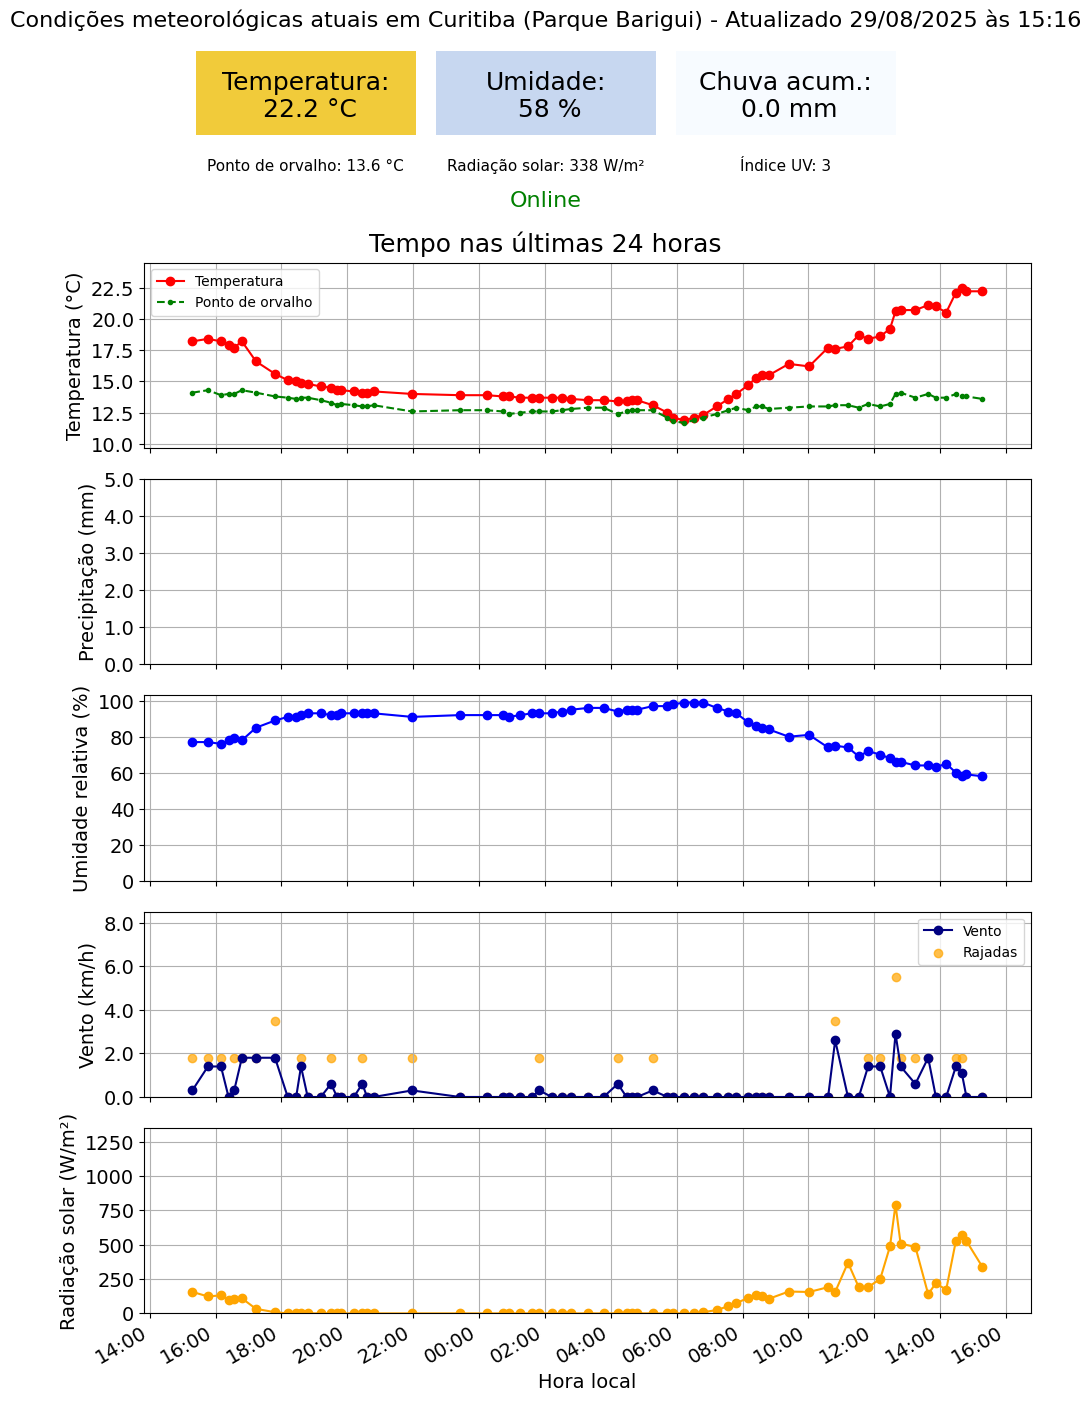 Condições meteorológicas atuais em Curitiba (Parque Barigui) - Atualizado 29/08/2025 às 15:16
Temperatura:
22.2 °C
Umidade:
58 %
Chuva acum.:
0.0 mm
Ponto de orvalho: 13.6 °C
Radiação solar: 338 W/m²
Índice UV: 3
Online
Tempo nas últimas 24 horas
Temperatura (°C)
22.5
20.0
17.5
15.0
12.5
10.0
Temperatura
Ponto de orvalho
Precipitação (mm)
5.0
4.0
3.0
2.0
1.0
0.0
Umidade relativa (%)
100
80
60
40
20
0
Vento (km/h)
8.0
6.0
4.0
2.0
0.0
Vento
Rajadas
Radiação solar (W/m²)
1250
1000
750
500
250
0
14:00
16:00
18:00
20:00
22:00
00:00
02:00
04:00
06:00
08:00
10:00
12:00
14:00
16:00
Hora local